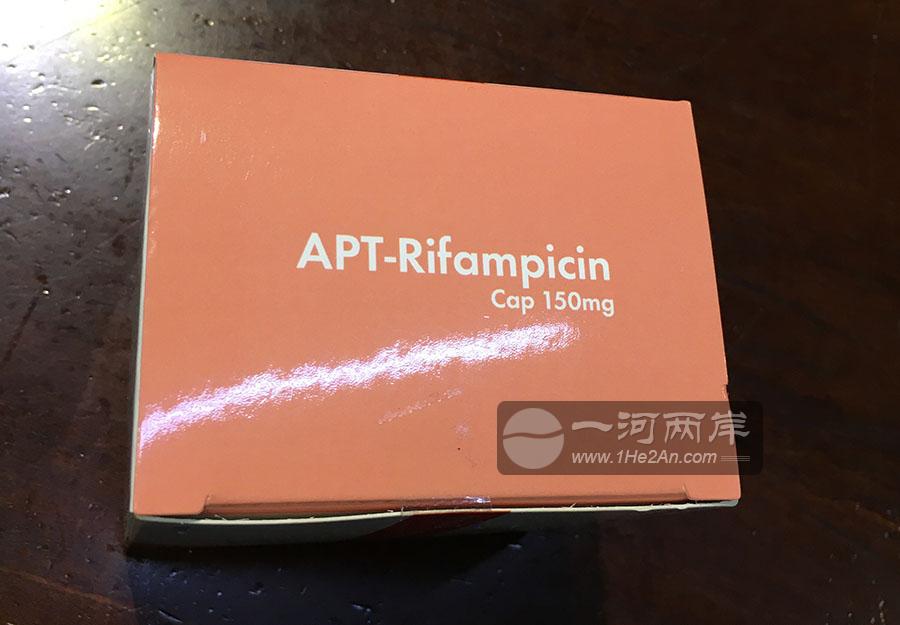 APT-Rifampicin
Cap 150mg
一河两岸
www.1He2An.com